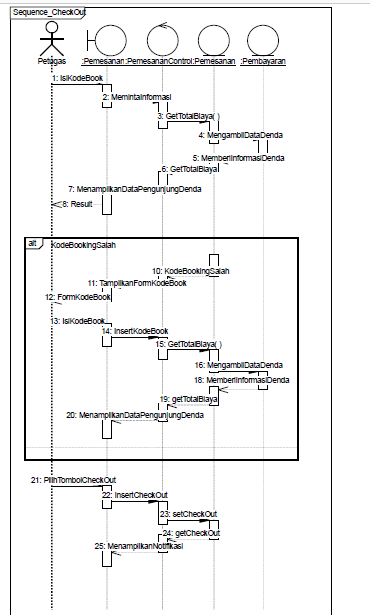 Sequence_CheckOut
Petugas
:Pemesanan
:PemesananControl
:Pemesanan
:Pembayaran
1: IsiKodeBook
2: MemintaInformasi
3: GetTotalBiaya( )
4: MengambilDataDenda
5: MemberiInformasiDenda
6: GetTotalBiaya
7: MenampilkanDataPengunjungDenda
8: Result
alt
KodeBookingSalah
10: KodeBookingSalah
11: TampilkanFormKodeBook
12: FormKodeBook
13: IsiKodeBook
14: InsertKodeBook
15: GetTotalBiaya( )
16: MengambilDataDenda
18: MemberiInformasiDenda
19: getTotalBiaya
20: MenampilkanDataPengunjungDenda
21: PilihTombolCheckOut
22: InsertCheckOut
23: setCheckOut
24: getCheckOut
25: MenampilkanNotifikasi